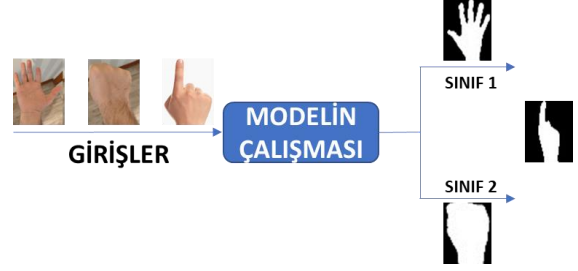 SINIF 1
GİRİŞLER
MODELİN
ÇALIŞMASI
SINIF 2